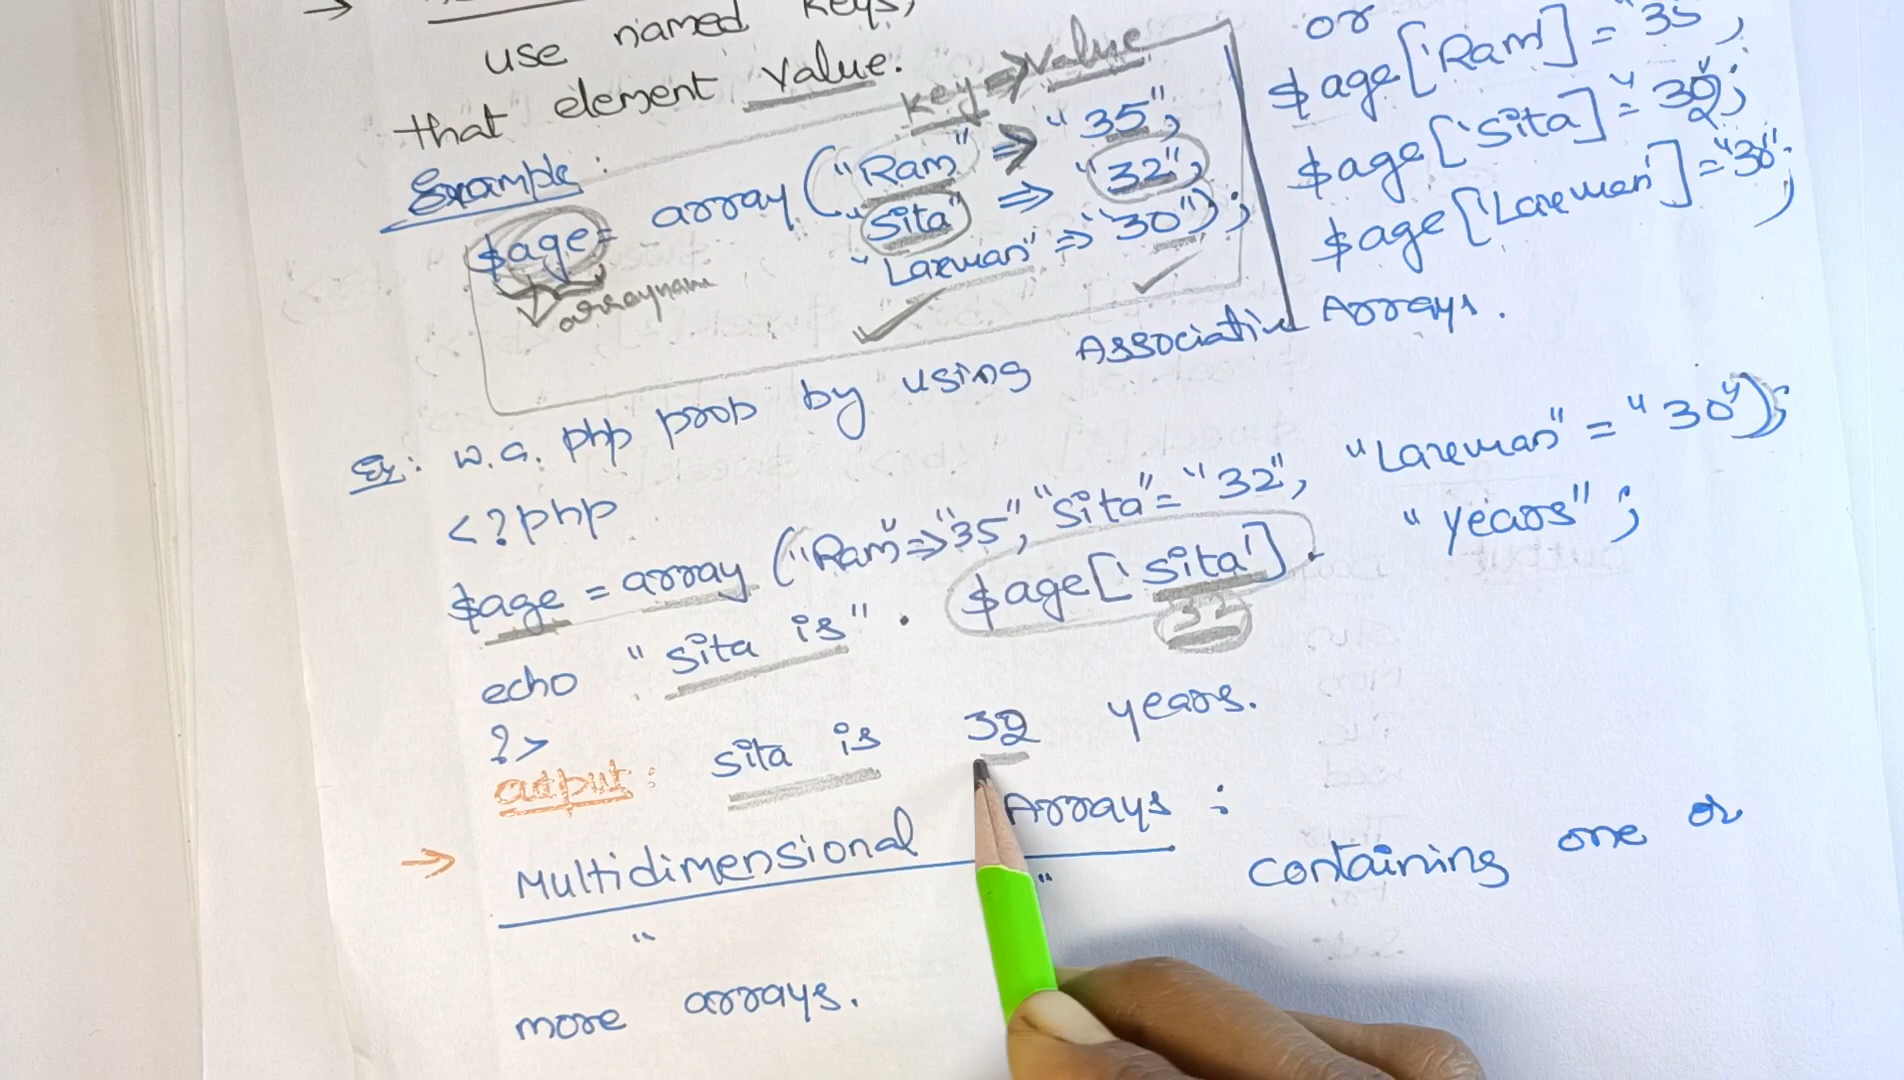 →
use named keys,
that element value.
key ⇒ value
Example:
$age = array ("Ram" ⇒ "35",
"Sita" ⇒ "32",
"Laxman" ⇒ "30");
arrayname
or
$age['Ram'] = "35",
$age['Sita'] = "32";
$age['Laxman'] = "30";
Ex: W.a. php prob by using Associative Arrays.
<?php
$age = array ("Ram" ⇒ "35", "Sita" = "32", "Laxman" = "30");
echo "Sita is" . $age['sita'] . "years";
32
?>
output: Sita is 32 years.
→ Multidimensional Arrays :
" " containing one or
more arrays.